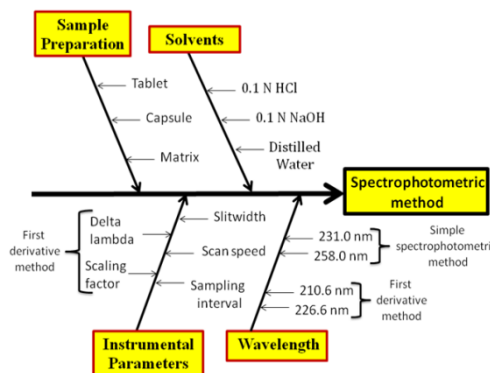 Sample
Preparation
Solvents
Tablet
Capsule
Matrix
0.1 N HCl
0.1 N NaOH
Distilled
Water
Spectrophotometric
method
First
derivative
method
Delta
lambda
Scaling
factor
Slitwidth
Scan speed
Sampling
interval
231.0 nm
258.0 nm
Simple
spectrophotometric
method
210.6 nm
226.6 nm
First
derivative
method
Instrumental
Parameters
Wavelength